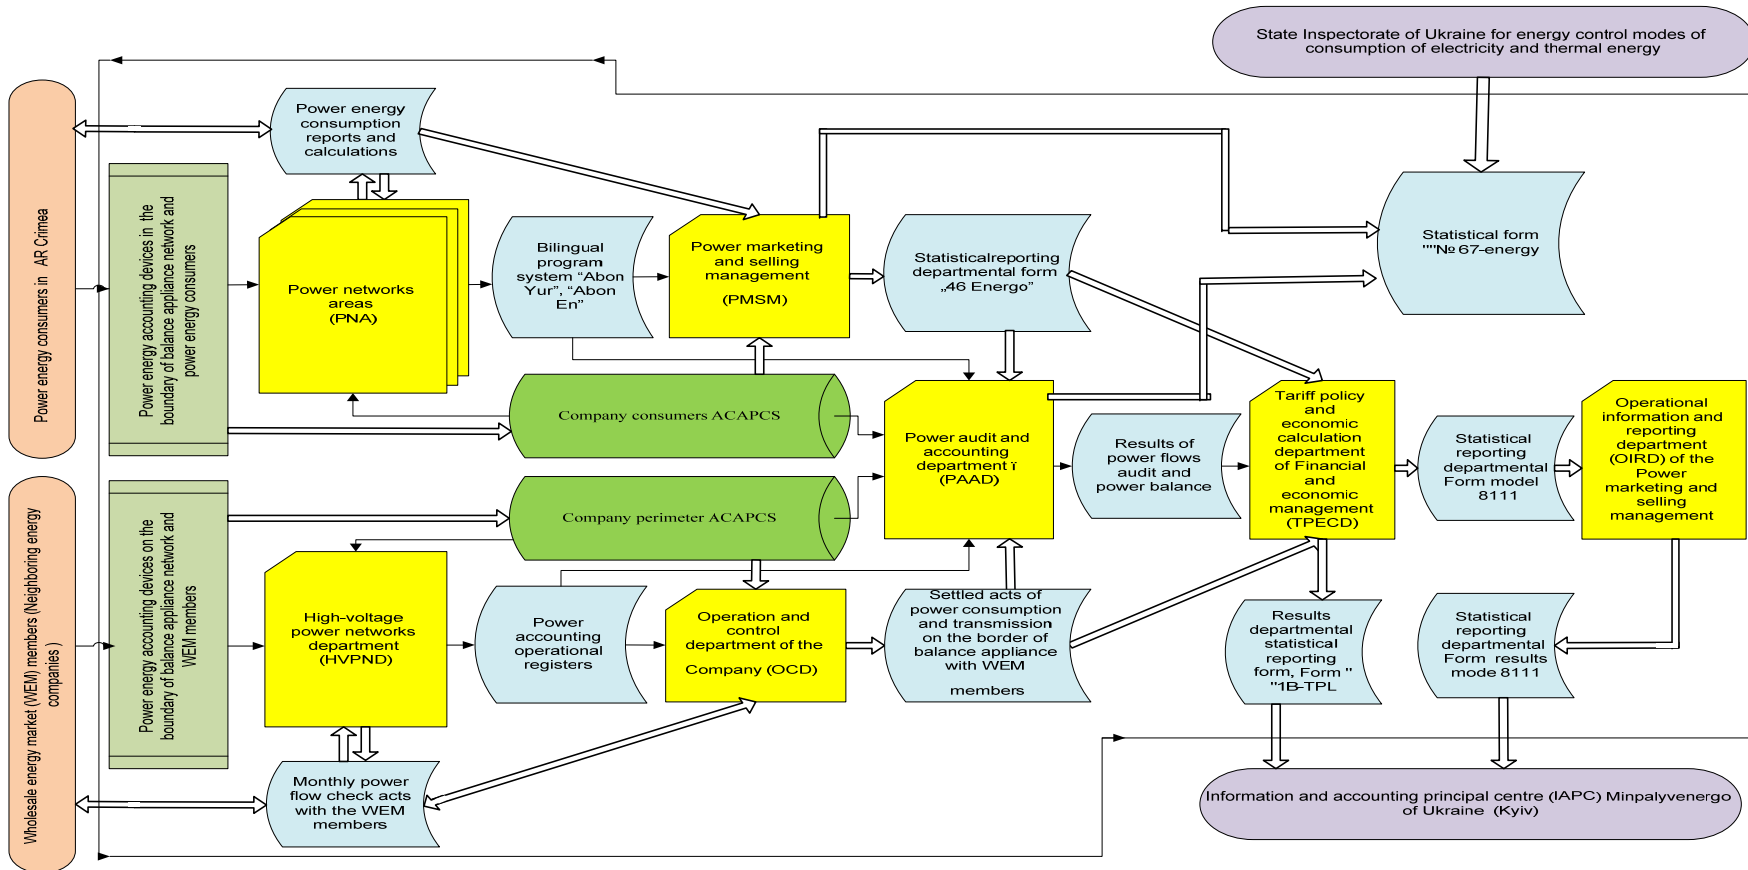 State Inspectorate of Ukraine for energy control modes of
consumption of electricity and thermal energy
Power energy consumers in AR Crimea
Power energy accounting devices in the
boundary of balance appliance network and
power energy consumers
Power energy
consumption
reports and
calculations
Power networks
areas
(PNA)
Bilingual
program
system “Abon
Yur”, “Abon
En”
Power marketing
and selling
management
(PMSM)
Statisticalreporting
departmental form
„46 Energo”
Statistical form
""№ 67-energy
Company consumers ACAPCS
Power audit and
accounting
department ï
(PAAD)
Results of
power flows
audit and
power balance
Tariff policy
and
economic
calculation
department
of Financial
and
economic
management
(TPECD)
Statistical
reporting
departmental
Form model
8111
Operational
information and
reporting
department
(OIRD) of the
Power
marketing and
selling
management
Wholesale energy market (WEM) members (Neighboring energy
companies )
Power energy accounting devices on the
boundary of balance appliance network and
WEM members
Company perimeter ACAPCS
High-voltage
power networks
department
(HVPND)
Power
accounting
operational
registers
Operation and
control
department of the
Company (OCD)
Settled acts of
power consumption
and transmission
on the border of
balance appliance
with WEM
members
Results
departmental
statistical
reporting
form, Form "
"1B-TPL
Statistical
reporting
departmental
Form results
mode 8111
Monthly power
flow check acts
with the WEM
members
Information and accounting principal centre (IAPC) Minpalyvenergo
of Ukraine (Kyiv)